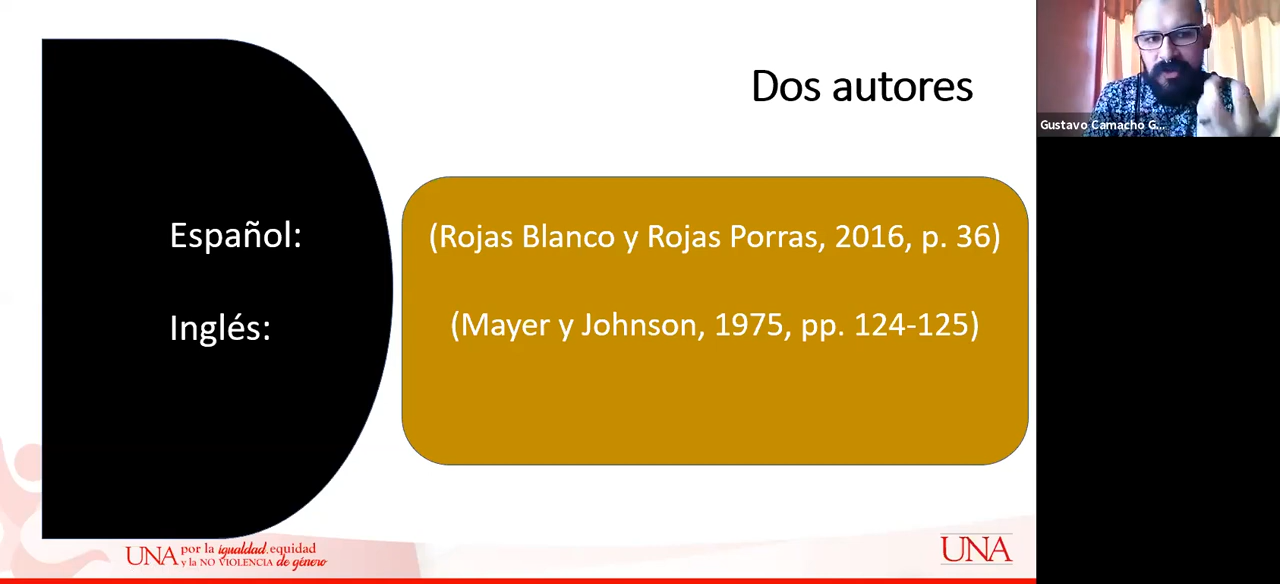 Dos autores
Gustavo Camacho G...
Español:
(Rojas Blanco y Rojas Porras, 2016, p. 36)
Inglés:
(Mayer y Johnson, 1975, pp. 124-125)
UNA por la igualdad, equidad
y la NO VIOLENCIA de género
UNA